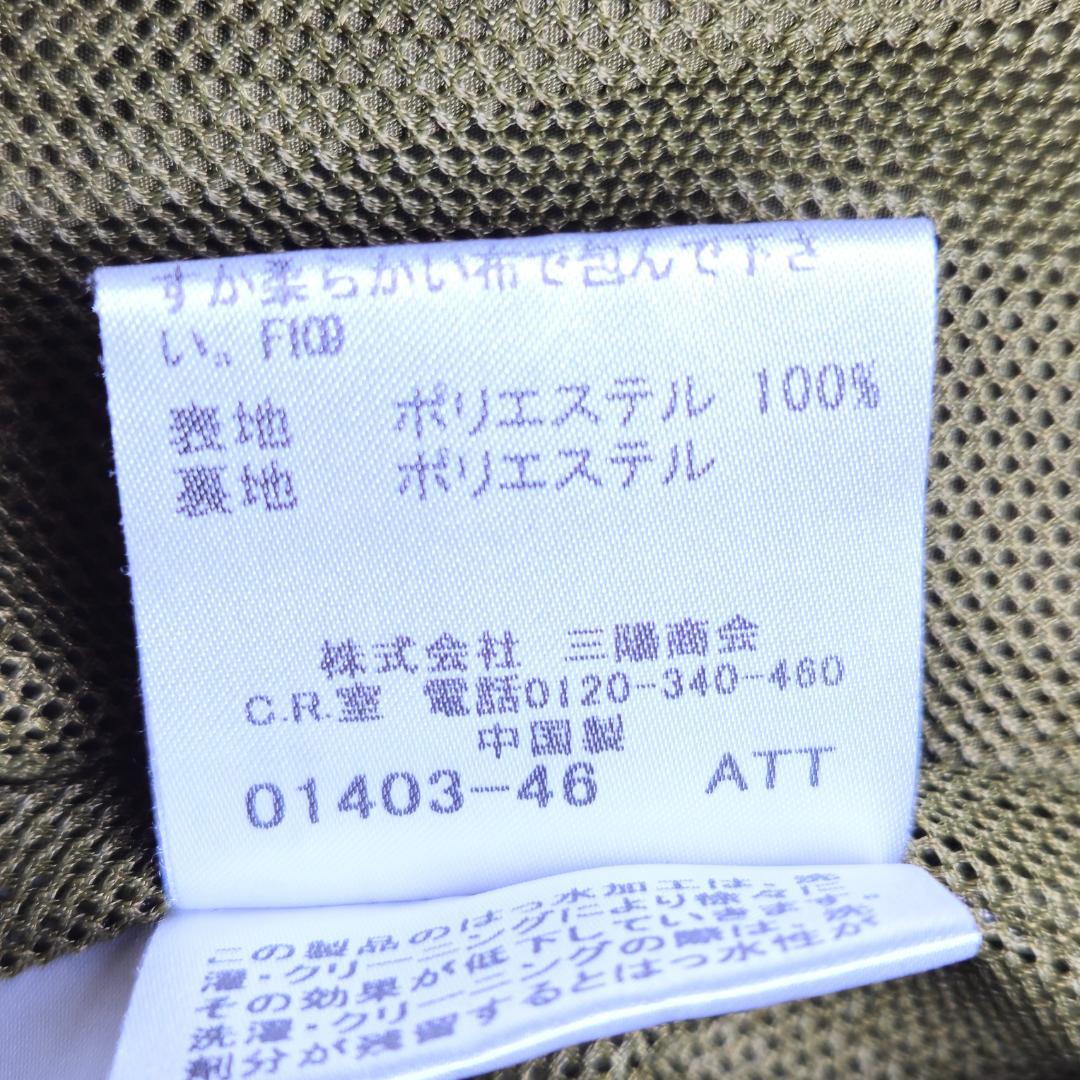 すか柔らかい布で包んで下さ
い。F109
表地 ポリエステル 100%
裏地 ポリエステル
株式会社 三陽商会
C.R.室 電話0120-340-460
中国製
01403-46 ATT
この製品のはっ水加工は、洗
濯・クリーニングにより徐々に
その効果が低下していきます。
洗濯・クリーニングの際は、洗
剤分が残留するとはっ水性が